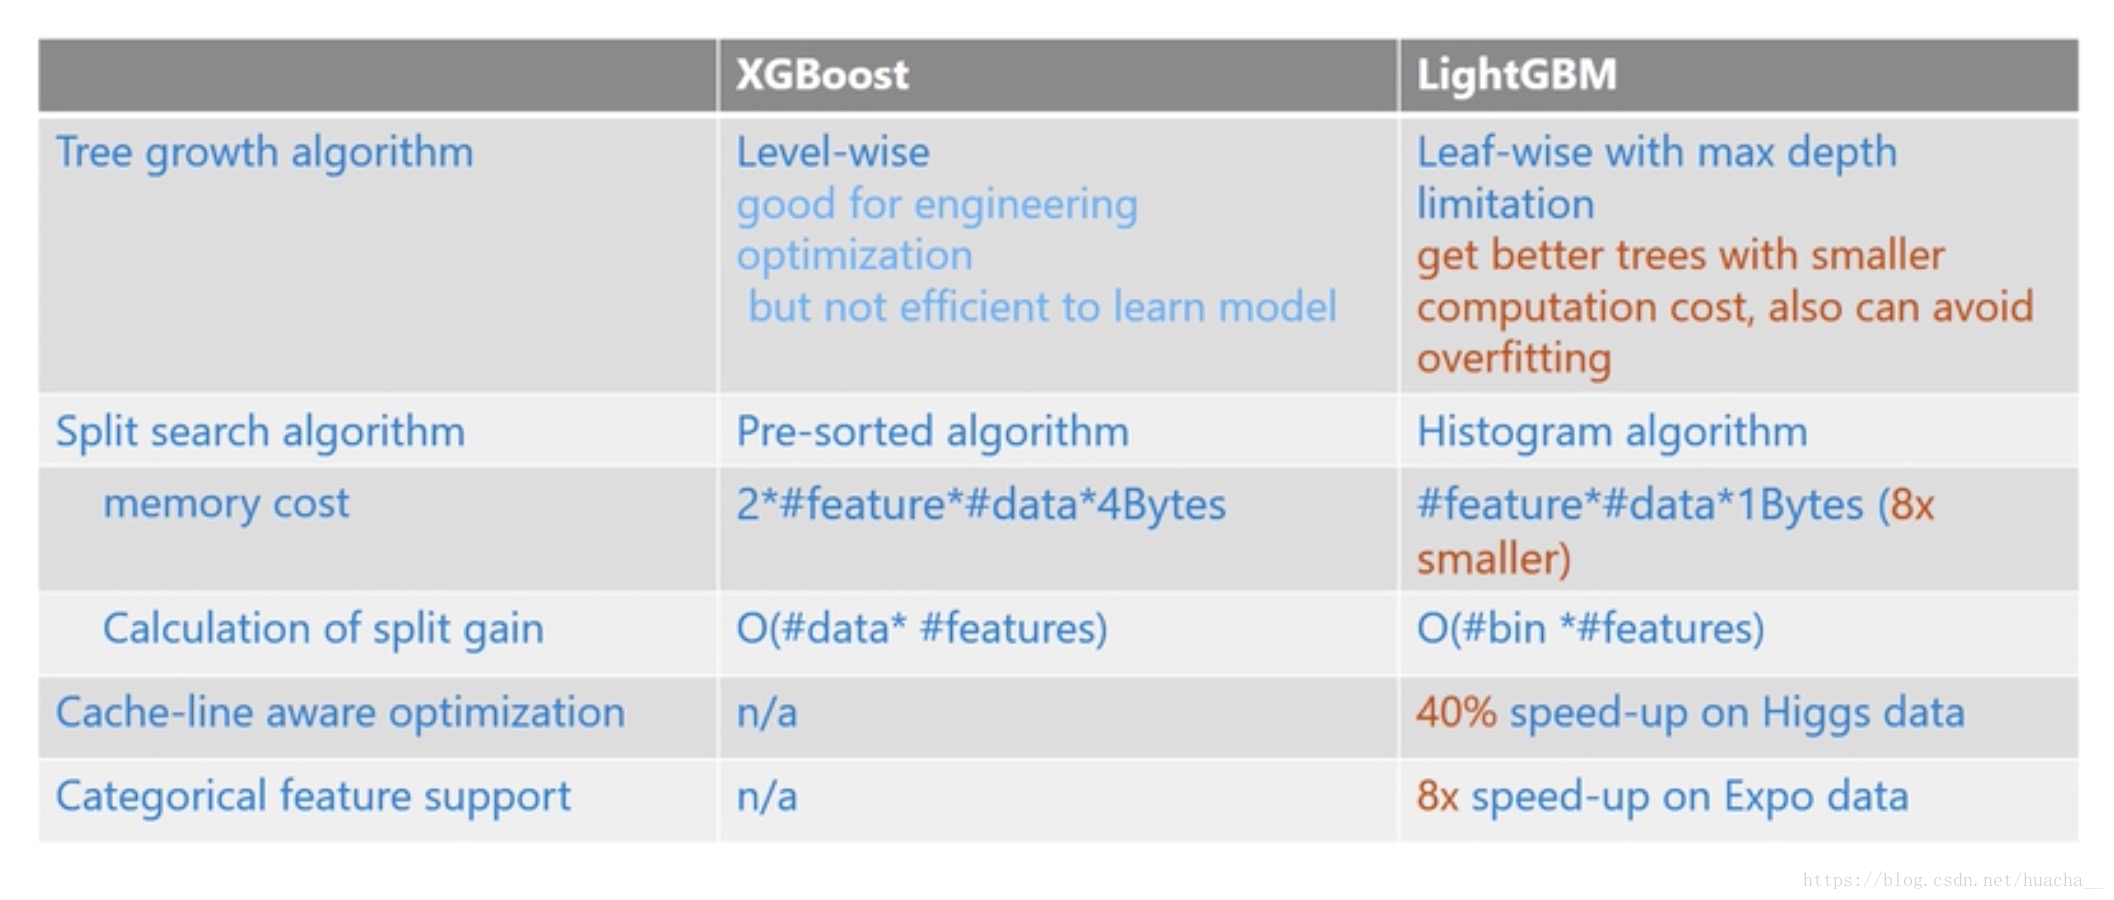 XGBoost
LightGBM
Tree growth algorithm
Level-wise
good for engineering
optimization
but not efficient to learn model
Leaf-wise with max depth
limitation
get better trees with smaller
computation cost, also can avoid
overfitting
Split search algorithm
Pre-sorted algorithm
Histogram algorithm
memory cost
2*#feature*#data*4Bytes
#feature*#data*1Bytes (8x
smaller)
Calculation of split gain
O(#data* #features)
O(#bin *#features)
Cache-line aware optimization
n/a
40% speed-up on Higgs data
Categorical feature support
n/a
8x speed-up on Expo data
https://blog.csdn.net/huacha__